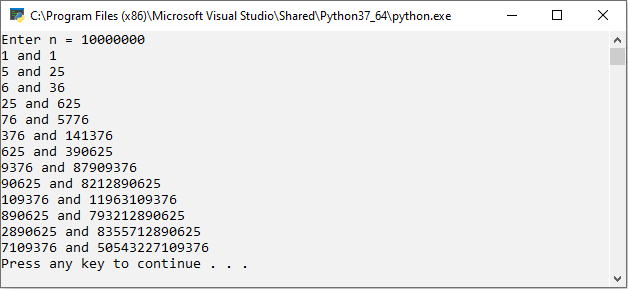 C:\Program Files (x86)\Microsoft Visual Studio\Shared\Python37_64\python.exe
Enter n = 10000000
1 and 1
5 and 25
6 and 36
25 and 625
76 and 5776
376 and 141376
625 and 390625
9376 and 87909376
90625 and 8212890625
109376 and 11963109376
890625 and 793212890625
2890625 and 8355712890625
7109376 and 50543227109376
Press any key to continue . . .